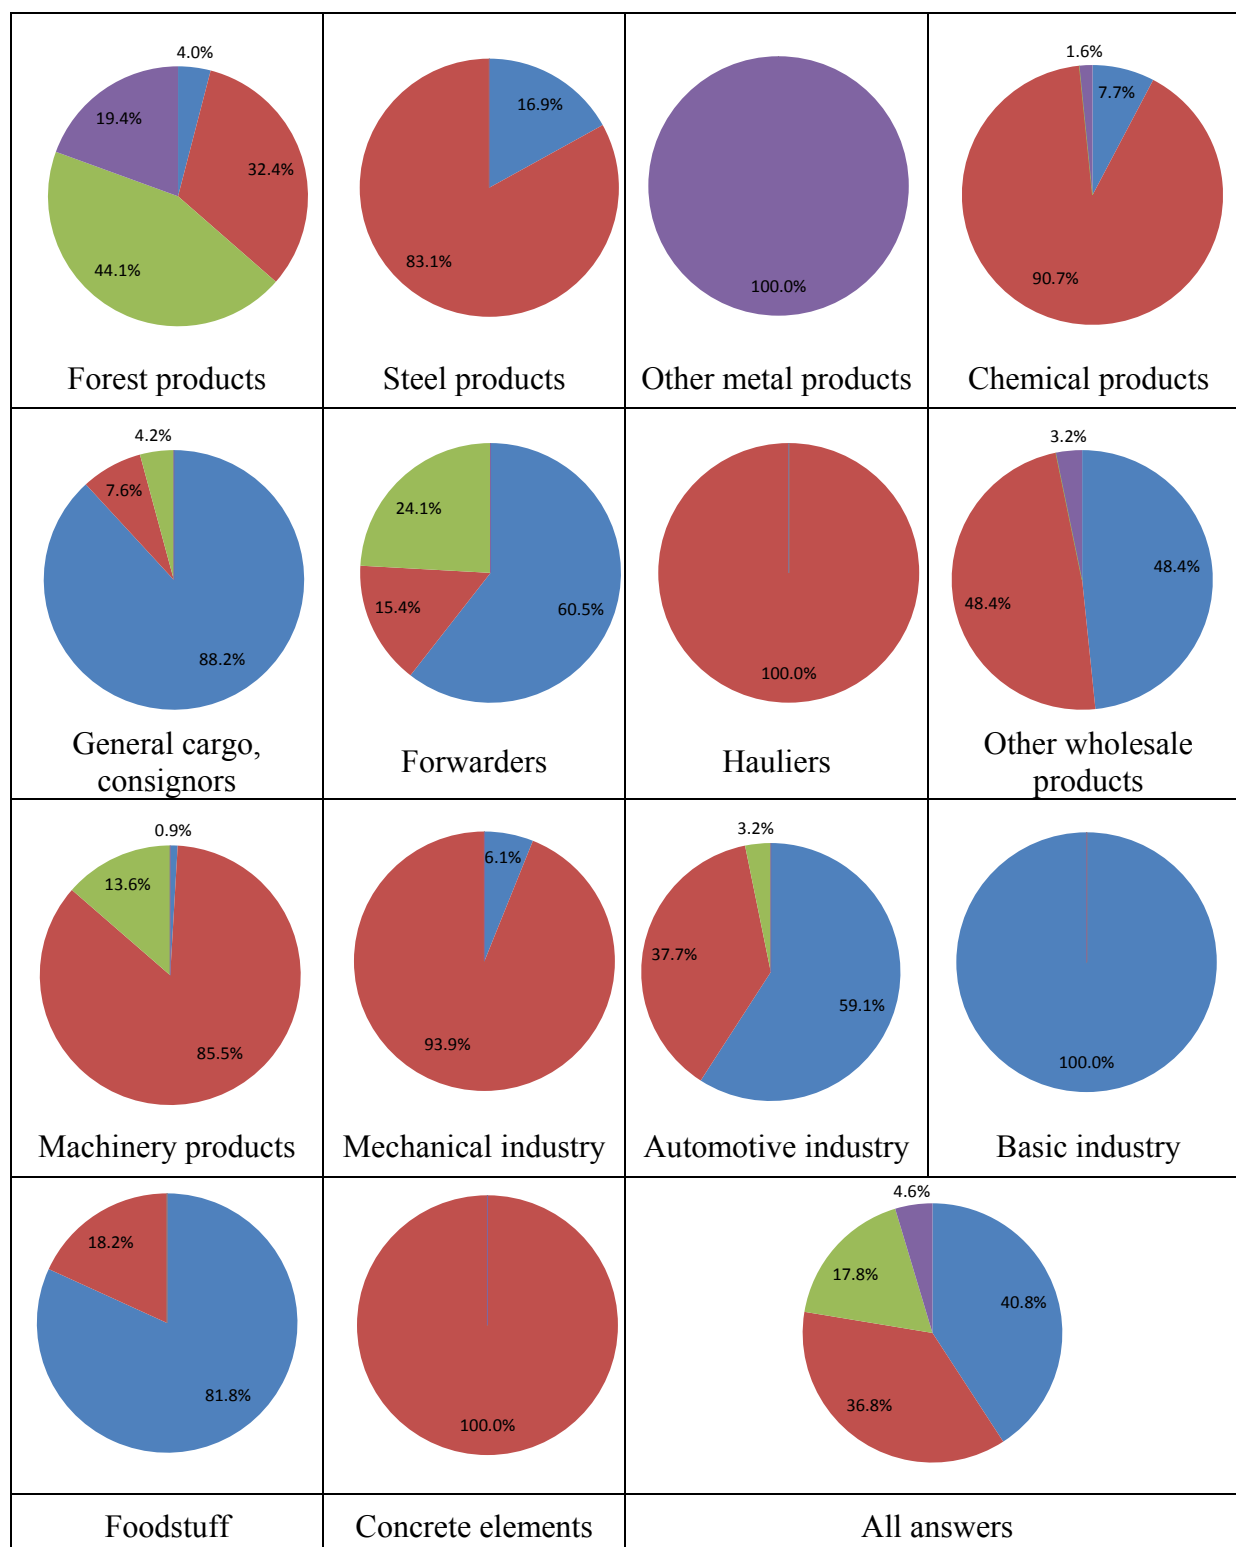 4.0%
19.4%
32.4%
44.1%
Forest products
16.9%
83.1%
Steel products
100.0%
Other metal products
1.6%
7.7%
90.7%
Chemical products
4.2%
7.6%
88.2%
General cargo,
consignors
24.1%
15.4%
60.5%
Forwarders
100.0%
Hauliers
3.2%
48.4%
48.4%
Other wholesale
products
0.9%
13.6%
85.5%
Machinery products
6.1%
93.9%
Mechanical industry
3.2%
37.7%
59.1%
Automotive industry
100.0%
Basic industry
18.2%
81.8%
Foodstuff
100.0%
Concrete elements
4.6%
17.8%
40.8%
36.8%
All answers